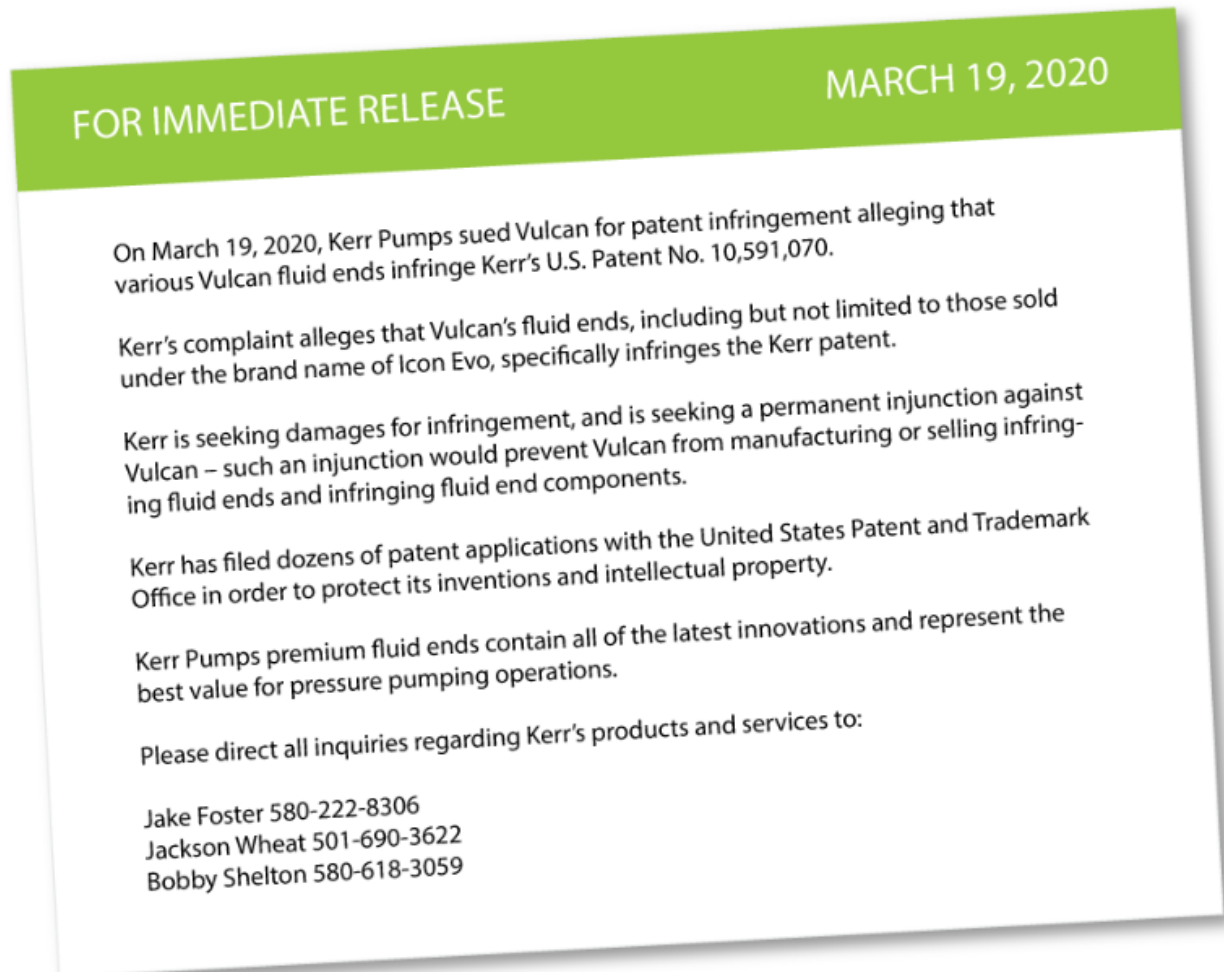 FOR IMMEDIATE RELEASE
MARCH 19, 2020
On March 19, 2020, Kerr Pumps sued Vulcan for patent infringement alleging that
various Vulcan fluid ends infringe Kerr's U.S. Patent No. 10,591,070.
Kerr's complaint alleges that Vulcan's fluid ends, including but not limited to those sold
under the brand name of Icon Evo, specifically infringes the Kerr patent.
Kerr is seeking damages for infringement, and is seeking a permanent injunction against
Vulcan – such an injunction would prevent Vulcan from manufacturing or selling infring-
ing fluid ends and infringing fluid end components.
Kerr has filed dozens of patent applications with the United States Patent and Trademark
Office in order to protect its inventions and intellectual property.
Kerr Pumps premium fluid ends contain all of the latest innovations and represent the
best value for pressure pumping operations.
Please direct all inquiries regarding Kerr's products and services to:
Jake Foster 580-222-8306
Jackson Wheat 501-690-3622
Bobby Shelton 580-618-3059